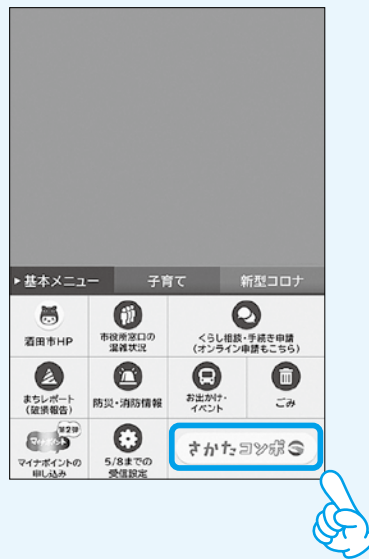 ▸基本メニュー
子育て
新型コロナ
酒田市HP
市役所窓口の
混雑状況
くらし相談・手続き申請
(オンライン申請もこちら)
まちレポート
(破損報告)
防災・消防情報
お出かけ・
イベント
ごみ
第2弾
マイナポイント
マイナポイントの
申し込み
5/8までの
受信設定
さかたコンポ